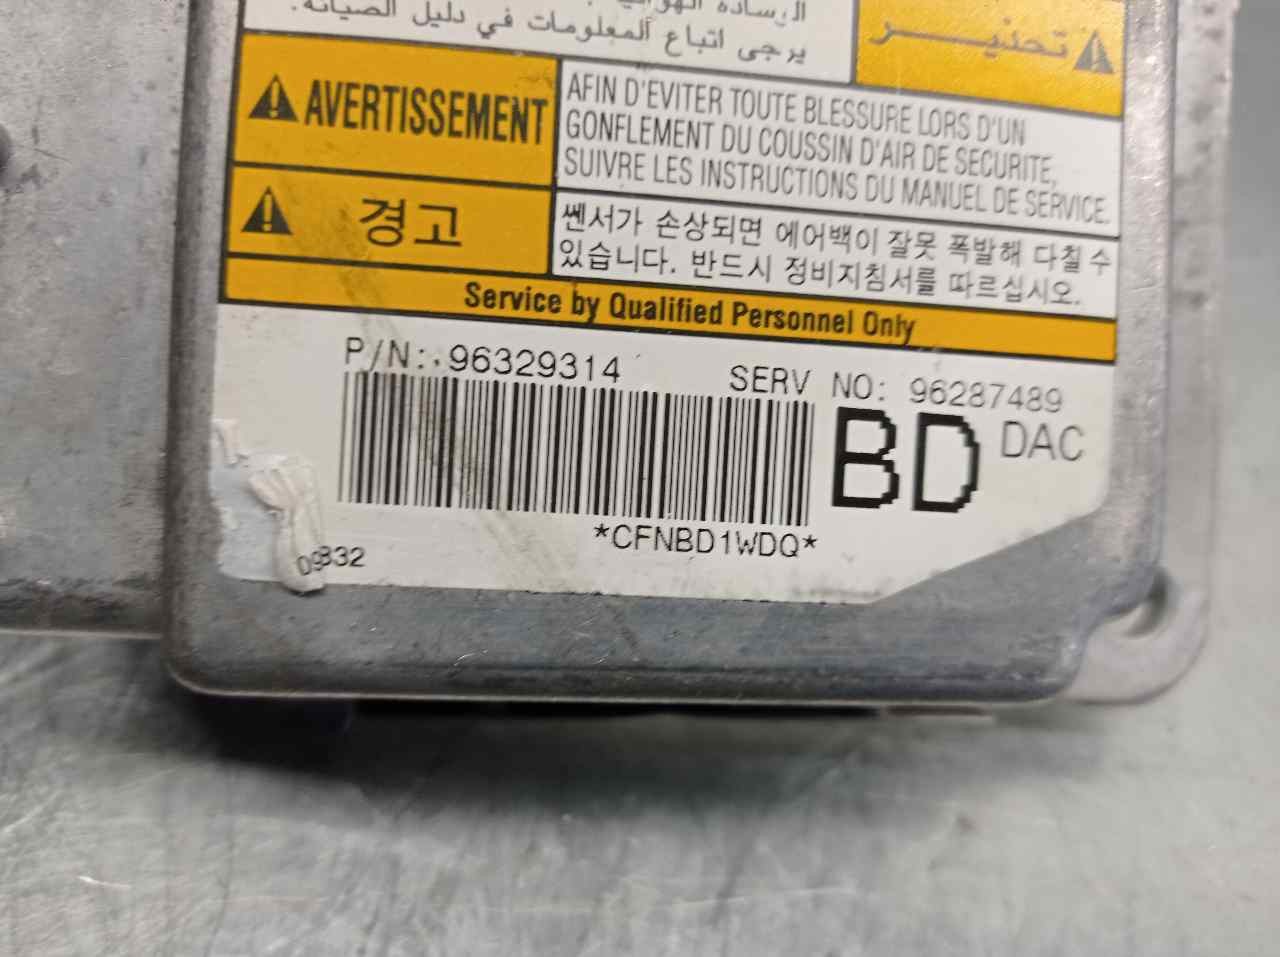 الوسادة الهوائية
يرجى اتباع المعلومات في دليل الصيانة.
تحذير
AVERTISSEMENT
AFIN D'EVITER TOUTE BLESSURE LORS D'UN
GONFLEMENT DU COUSSIN D'AIR DE SECURITE,
SUIVRE LES INSTRUCTIONS DU MANUEL DE SERVICE.
경고
쎈서가 손상되면 에어백이 잘못 폭발해 다칠 수
있습니다. 반드시 정비지침서를 따르십시오.
Service by Qualified Personnel Only
P/N: 96329314 SERV NO: 96287489
BD DAC
*CFNBD1WDQ*
09832